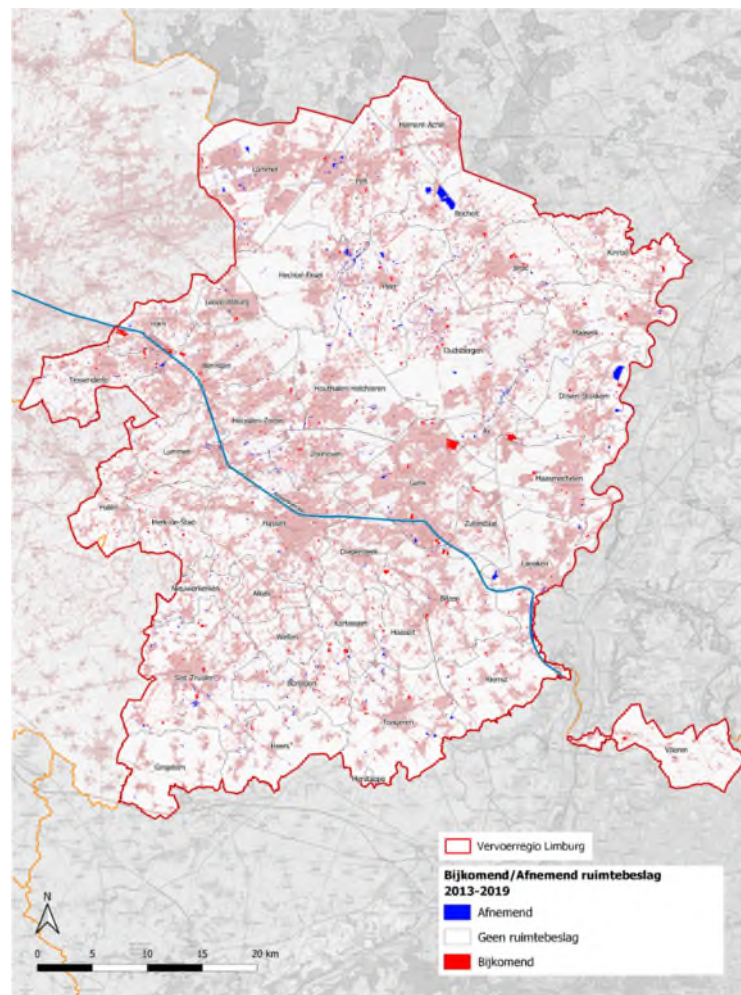 Hamont-Achel
Lommel
Pelt
Bocholt
Kinrooi
Hechtel-Eksel
Bree
Peer
Leopoldsburg
Maaseik
Ham
Oudsbergen
Beringen
Tessenderlo
Houthalen-Helchteren
Dilsen-Stokkem
Heusden-Zolder
As
Lummen
Zonhoven
Genk
Maasmechelen
Halen
Herk-de-Stad
Hasselt
Zutendaal
Diepenbeek
Lanaken
Nieuwerkerken
Alken
Bilzen
Kortessem
Wellen
Hoeselt
Sint-Truiden
Borgloon
Riemst
Tongeren
Heers
Voeren
Gingelom
Herstappe
Vervoerregio Limburg
Bijkomend/Afnemend ruimtebeslag
2013-2019
Afnemend
Geen ruimtebeslag
Bijkomend
N
0 5 10 15 20 km